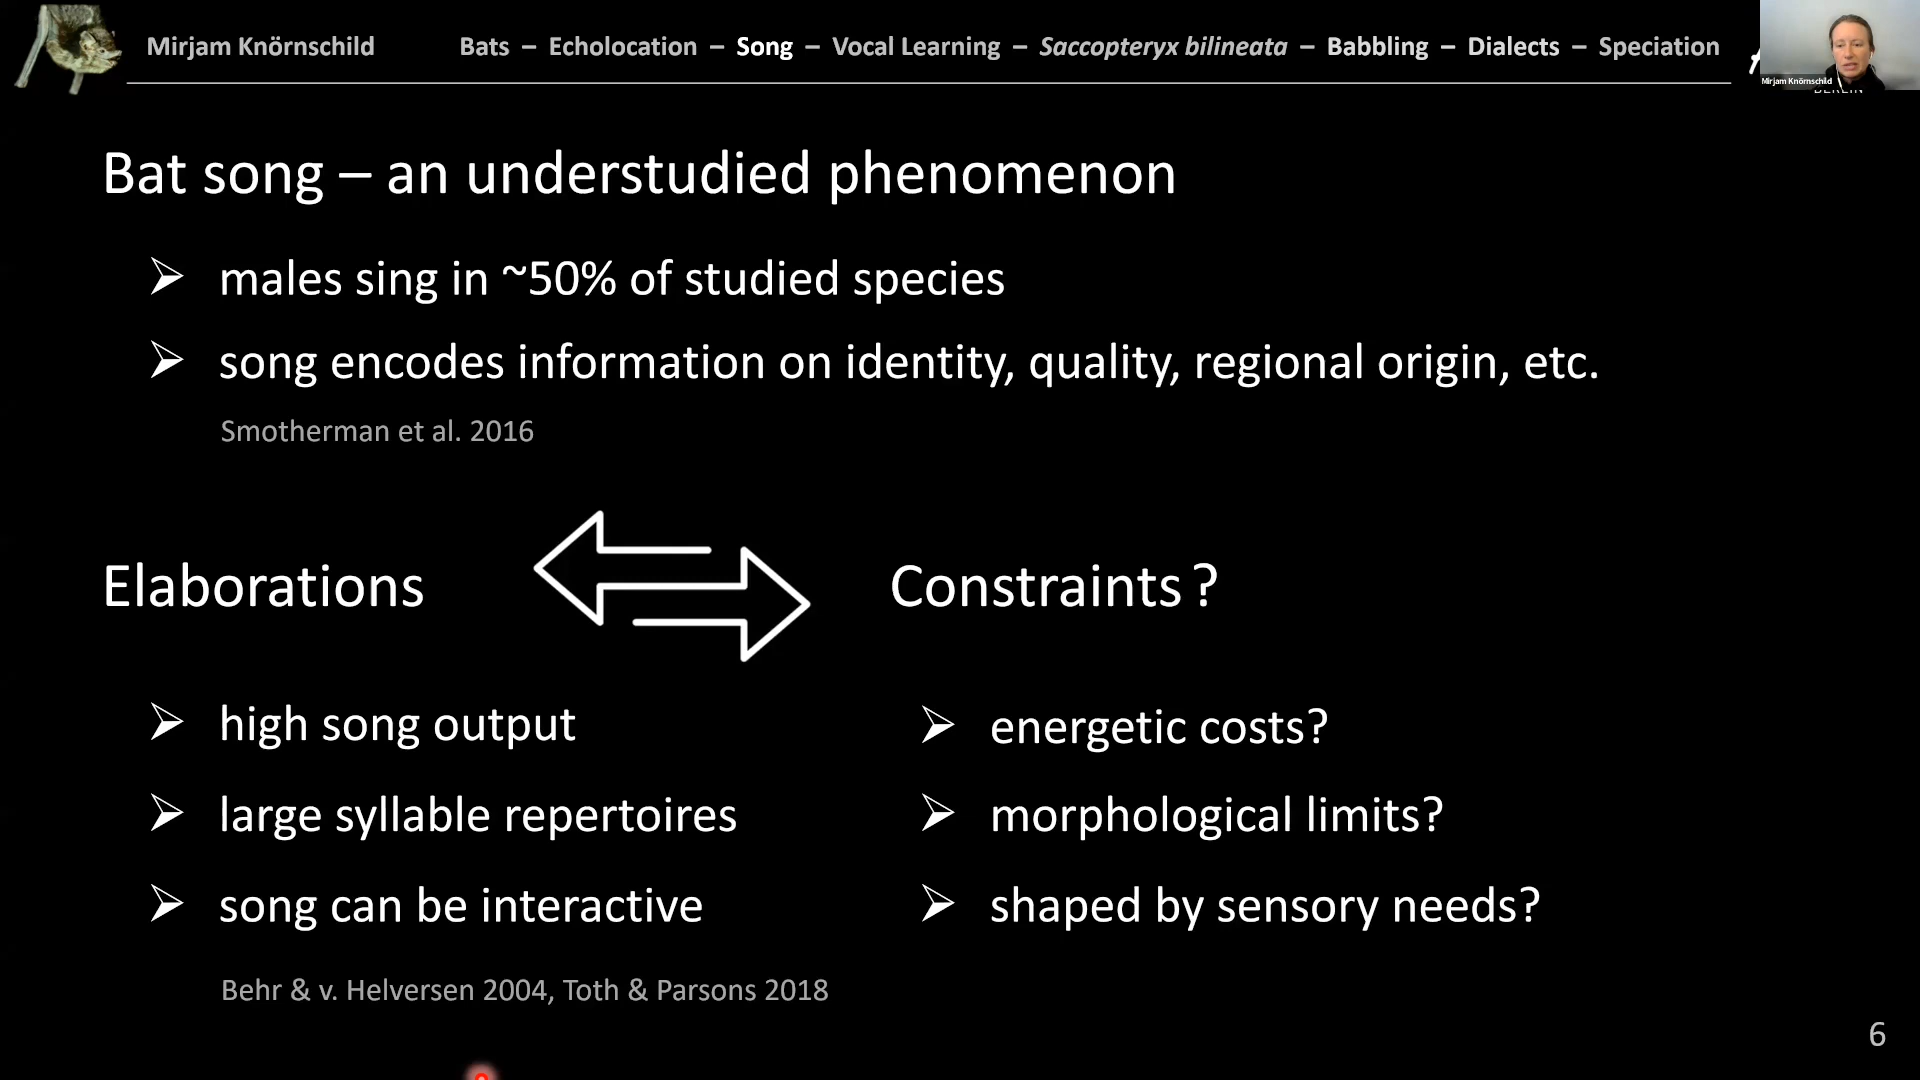 Mirjam Knörnschild
Bats – Echolocation – Song – Vocal Learning – Saccopteryx bilineata – Babbling – Dialects – Speciation
Mirjam Knörnschild
BERLIN
Bat song – an understudied phenomenon
➢ males sing in ~50% of studied species
➢ song encodes information on identity, quality, regional origin, etc.
Smotherman et al. 2016
Elaborations
Constraints ?
➢ high song output
➢ large syllable repertoires
➢ song can be interactive
➢ energetic costs?
➢ morphological limits?
➢ shaped by sensory needs?
Behr & v. Helversen 2004, Toth & Parsons 2018
6